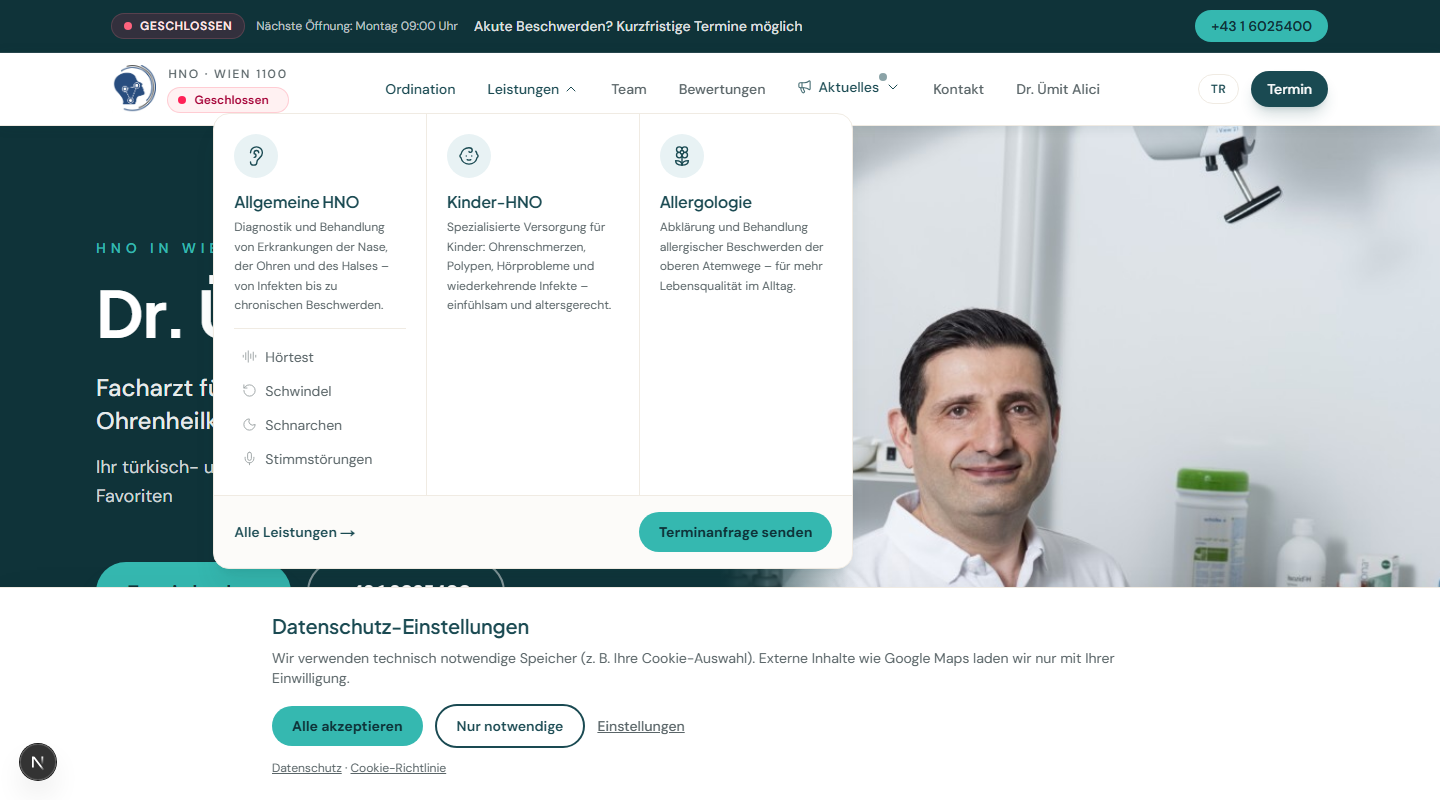 GESCHLOSSEN
Nächste Öffnung: Montag 09:00 Uhr
Akute Beschwerden? Kurzfristige Termine möglich
+43 1 6025400
HNO · WIEN 1100
Geschlossen
Ordination
Leistungen
Team
Bewertungen
Aktuelles
Kontakt
Dr. Ümit Alici
TR
Termin
HNO IN WIE
Dr. Ü
Facharzt fü
Ohrenheilk
Ihr türkisch- u
Favoriten
Allgemeine HNO
Diagnostik und Behandlung
von Erkrankungen der Nase,
der Ohren und des Halses –
von Infekten bis zu
chronischen Beschwerden.
Hörtest
Schwindel
Schnarchen
Stimmstörungen
Kinder-HNO
Spezialisierte Versorgung für
Kinder: Ohrenschmerzen,
Polypen, Hörprobleme und
wiederkehrende Infekte –
einfühlsam und altersgerecht.
Allergologie
Abklärung und Behandlung
allergischer Beschwerden der
oberen Atemwege – für mehr
Lebensqualität im Alltag.
Alle Leistungen →
Terminanfrage senden
Datenschutz-Einstellungen
Wir verwenden technisch notwendige Speicher (z. B. Ihre Cookie-Auswahl). Externe Inhalte wie Google Maps laden wir nur mit Ihrer
Einwilligung.
Alle akzeptieren
Nur notwendige
Einstellungen
Datenschutz · Cookie-Richtlinie
N